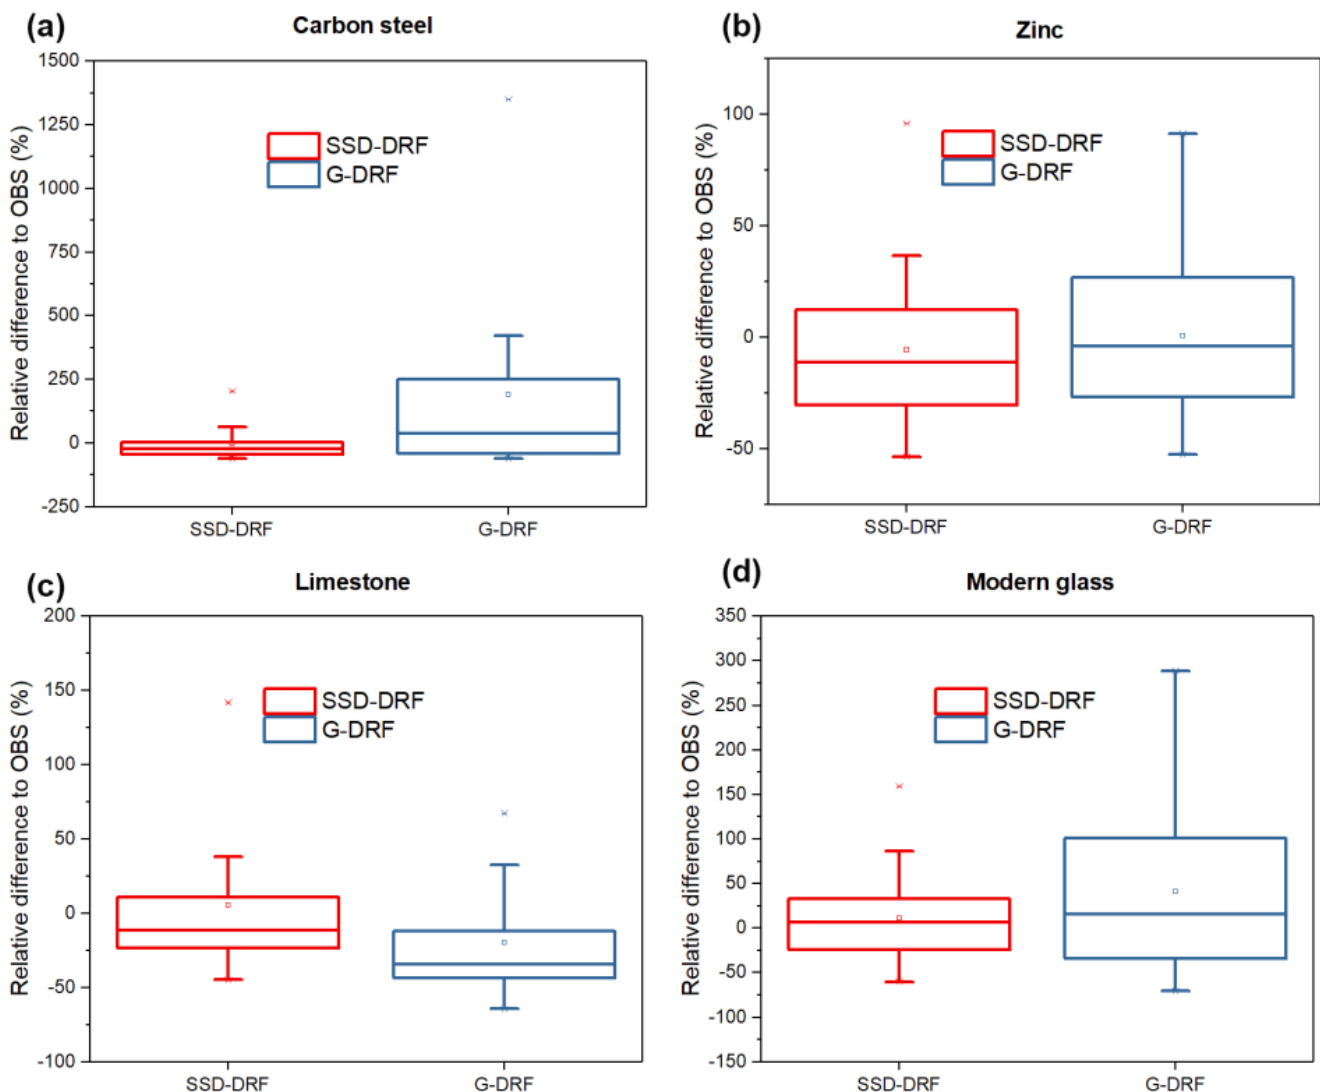 (a)
Carbon steel
1500
1250
1000
750
500
250
0
-250
Relative difference to OBS (%)
SSD-DRF
G-DRF
SSD-DRF
G-DRF
(b)
Zinc
100
50
0
-50
Relative difference to OBS (%)
SSD-DRF
G-DRF
SSD-DRF
G-DRF
(c)
Limestone
200
150
100
50
0
-50
-100
Relative difference to OBS (%)
SSD-DRF
G-DRF
SSD-DRF
G-DRF
(d)
Modern glass
350
300
250
200
150
100
50
0
-50
-100
-150
Relative difference to OBS (%)
SSD-DRF
G-DRF
SSD-DRF
G-DRF